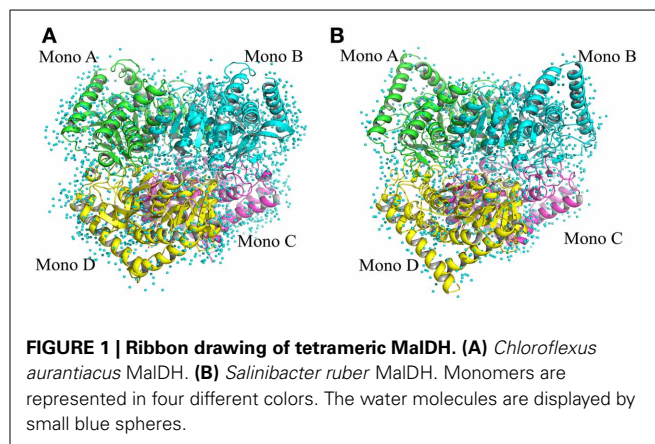 A
B
Mono A
Mono B
Mono A
Mono B
Mono C
Mono C
Mono D
Mono D
FIGURE 1 | Ribbon drawing of tetrameric MalDH. (A) Chloroflexus
aurantiacus MalDH. (B) Salinibacter ruber MalDH. Monomers are
represented in four different colors. The water molecules are displayed by
small blue spheres.